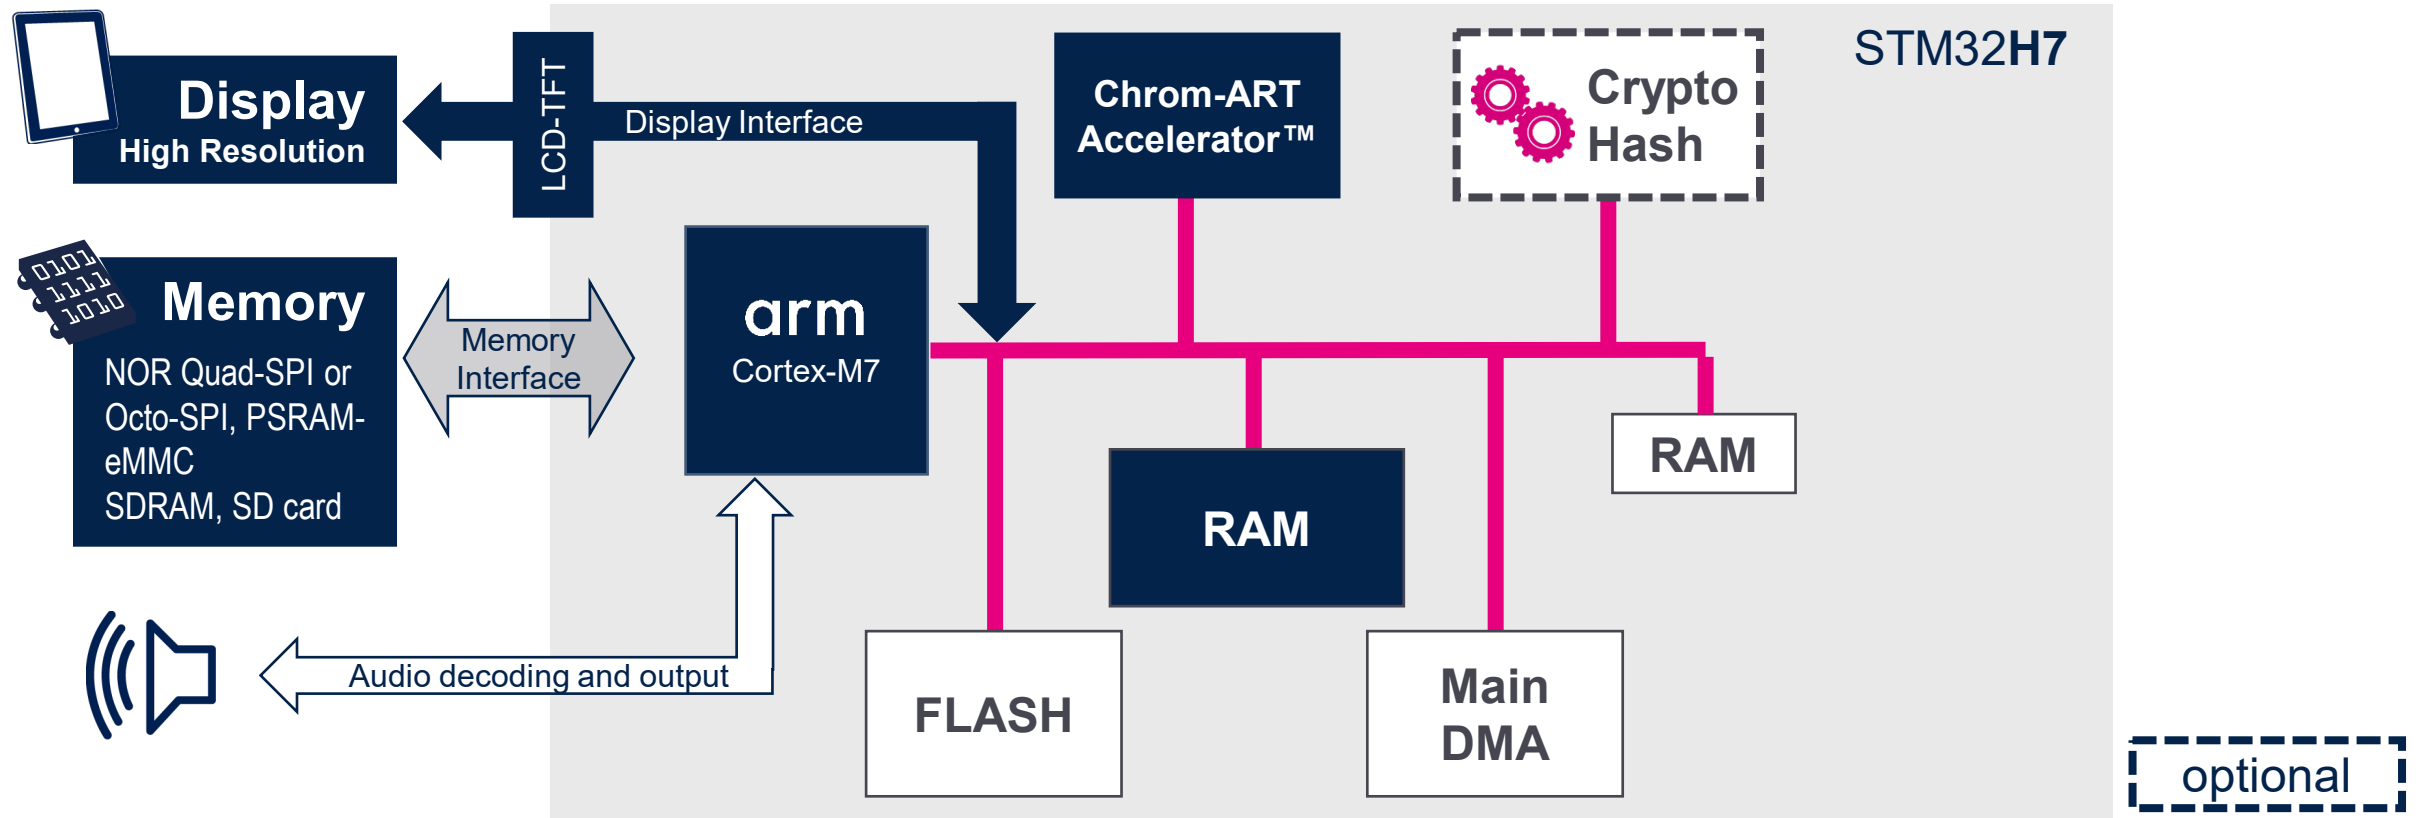 Display
High Resolution
LCD-TFT
Display Interface
Chrom-ART
Accelerator™
Crypto
Hash
STM32H7
0101
1111
1010
Memory
NOR Quad-SPI or
Octo-SPI, PSRAM-
eMMC
SDRAM, SD card
Memory
Interface
arm
Cortex-M7
RAM
RAM
Audio decoding and output
FLASH
Main
DMA
optional